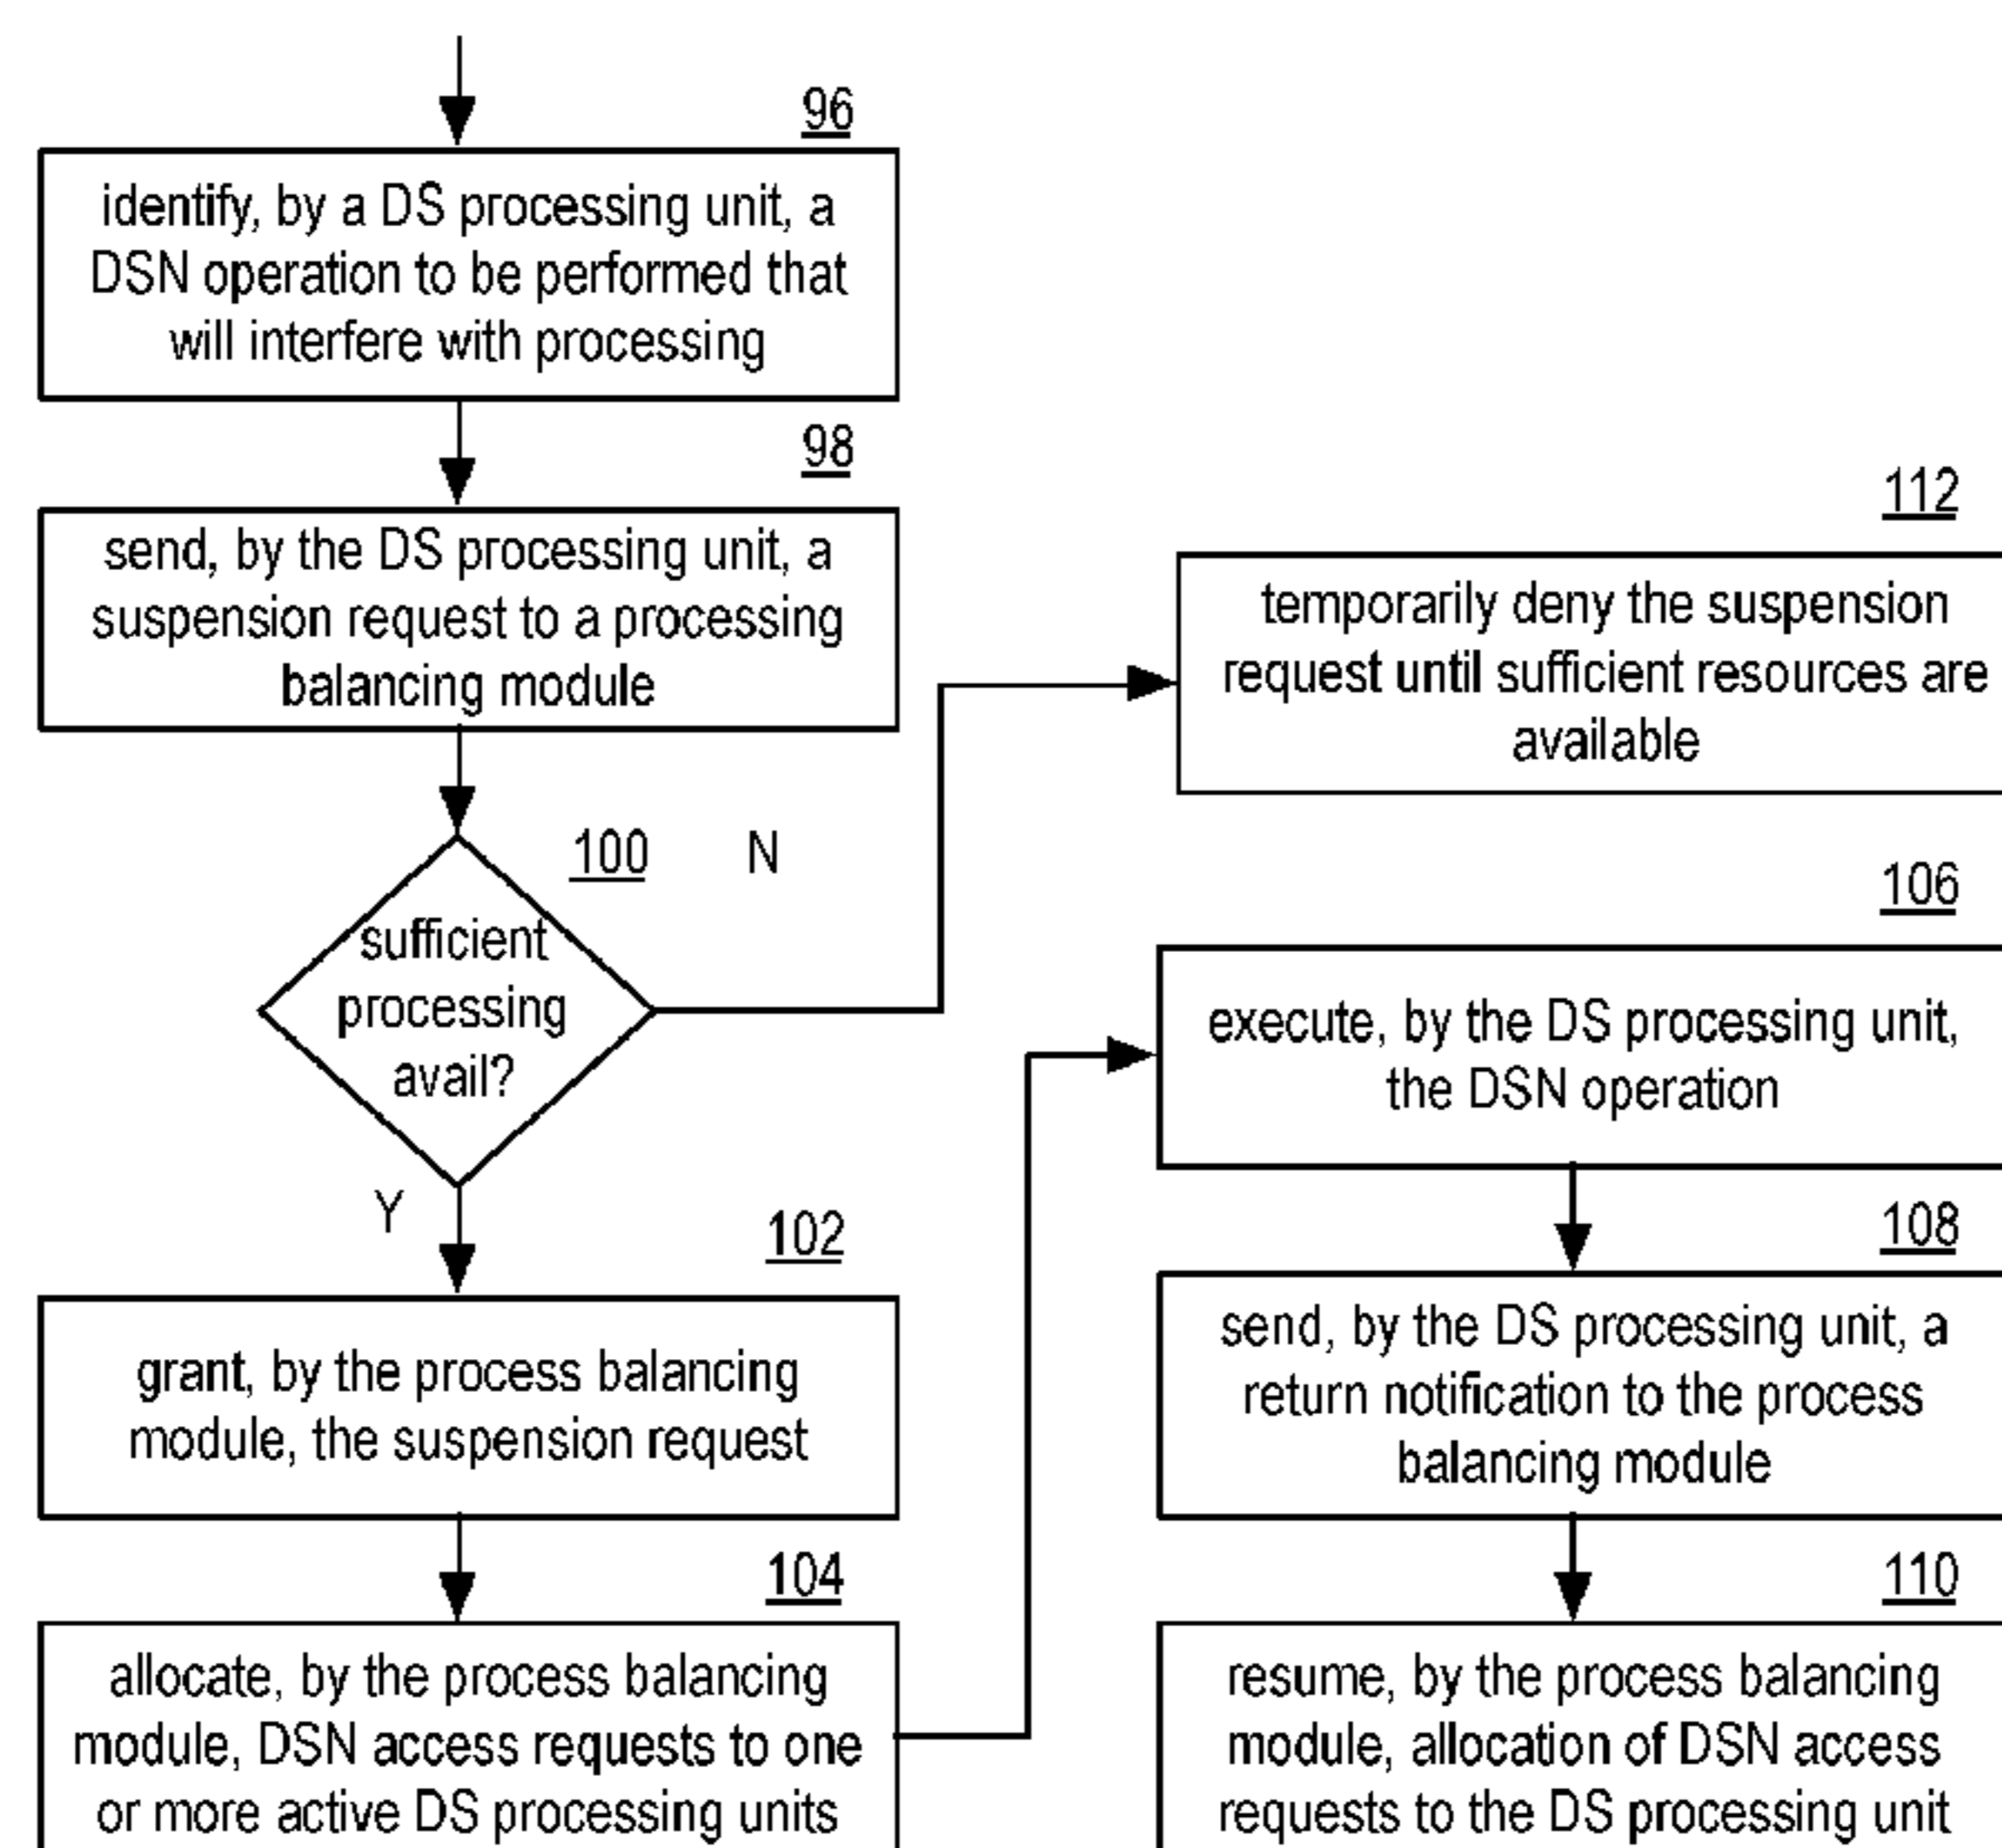 96
identify, by a DS processing unit, a
DSN operation to be performed that
will interfere with processing
98
send, by the DS processing unit, a
suspension request to a processing
balancing module
100
N
sufficient
processing
avail?
Y
102
grant, by the process balancing
module, the suspension request
104
allocate, by the process balancing
module, DSN access requests to one
or more active DS processing units
112
temporarily deny the suspension
request until sufficient resources are
available
106
execute, by the DS processing unit,
the DSN operation
108
send, by the DS processing unit, a
return notification to the process
balancing module
110
resume, by the process balancing
module, allocation of DSN access
requests to the DS processing unit